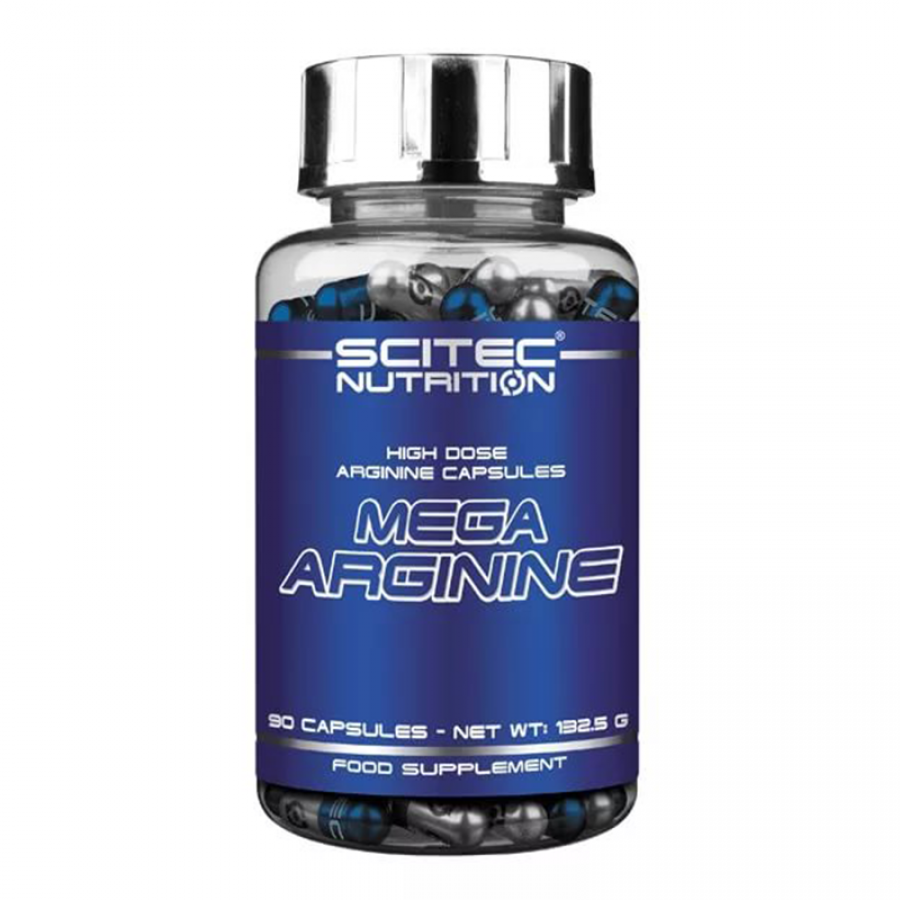 SCITEC®
NUTRITION
HIGH DOSE
ARGININE CAPSULES
MEGA
ARGININE
90 CAPSULES - NET WT: 132.5 G
FOOD SUPPLEMENT